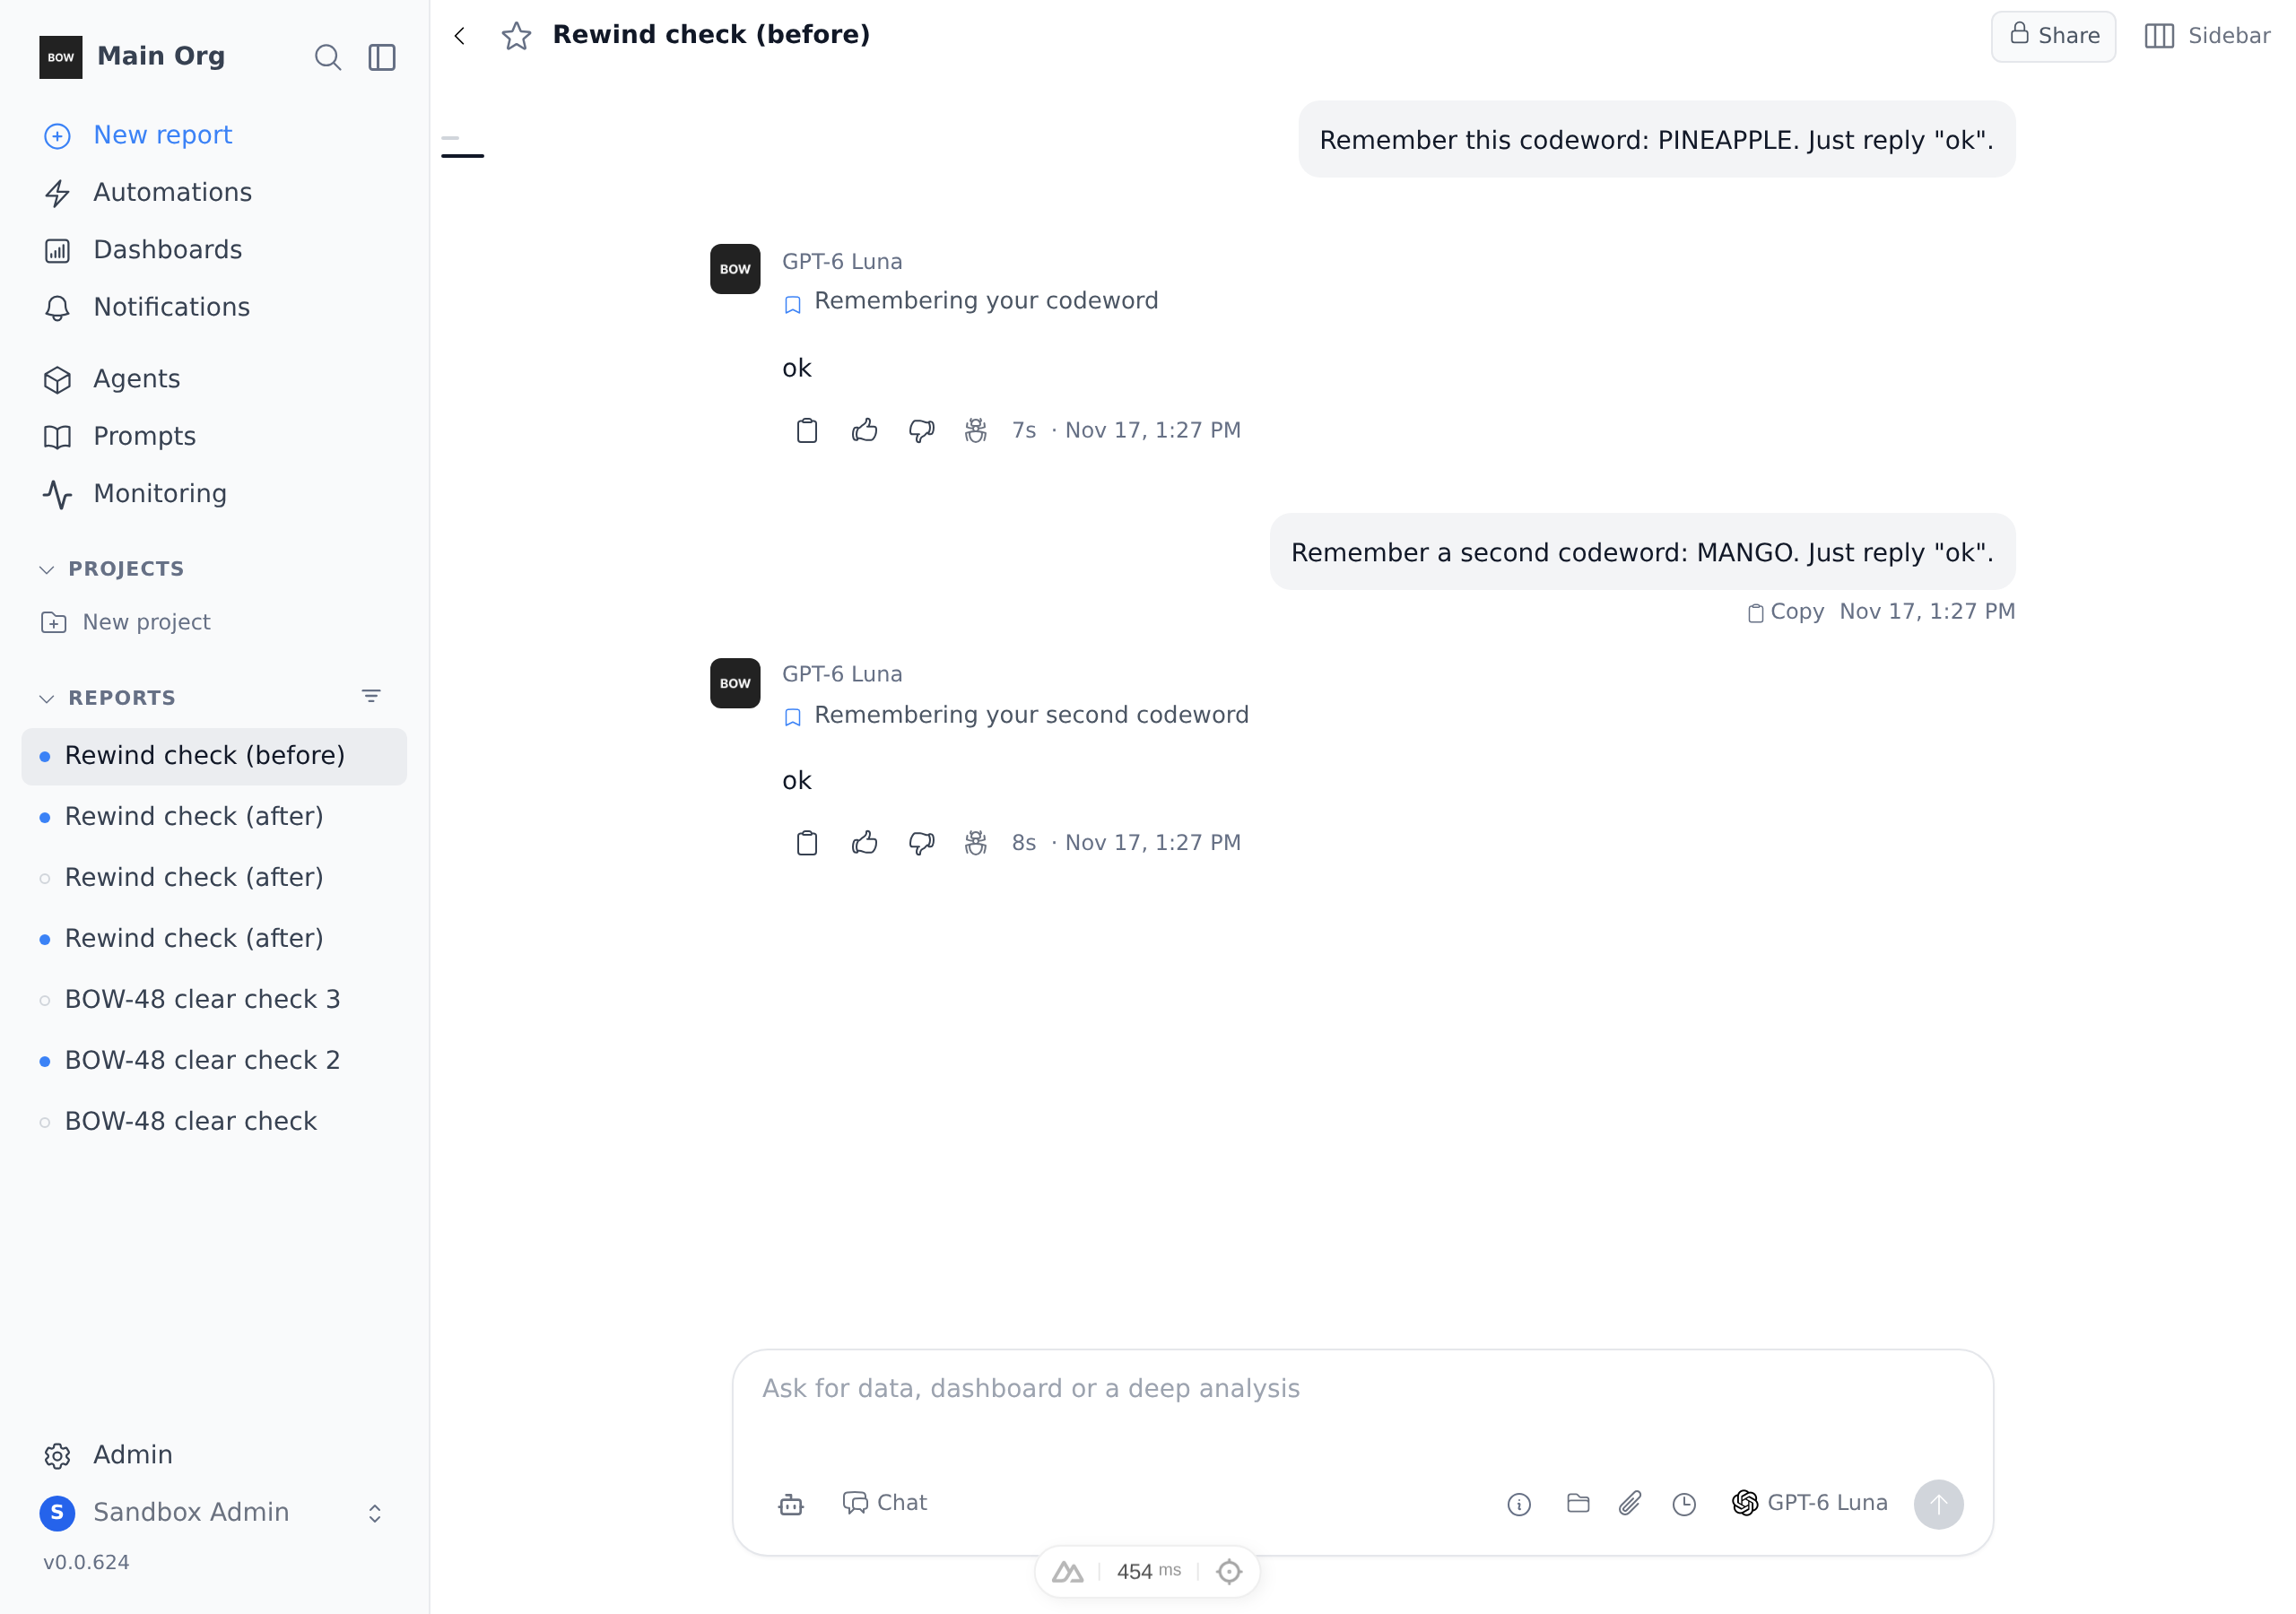 BOW Main Org
New report
Automations
Dashboards
Notifications
Agents
Prompts
Monitoring
PROJECTS
New project
REPORTS
Rewind check (before)
Rewind check (after)
Rewind check (after)
Rewind check (after)
BOW-48 clear check 3
BOW-48 clear check 2
BOW-48 clear check
Admin
S Sandbox Admin
v0.0.624
Rewind check (before)
Share Sidebar
Remember this codeword: PINEAPPLE. Just reply "ok".
BOW GPT-6 Luna
Remembering your codeword
ok
7s · Nov 17, 1:27 PM
Remember a second codeword: MANGO. Just reply "ok".
Copy Nov 17, 1:27 PM
BOW GPT-6 Luna
Remembering your second codeword
ok
8s · Nov 17, 1:27 PM
Ask for data, dashboard or a deep analysis
Chat GPT-6 Luna
454 ms